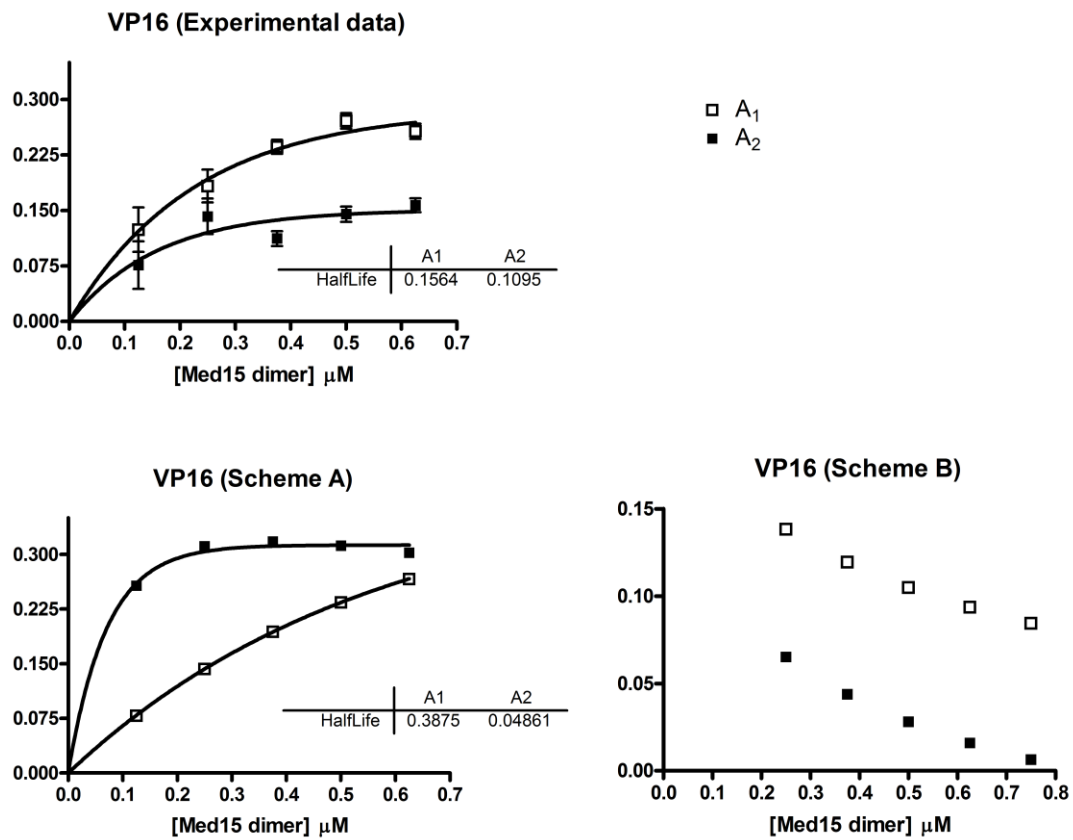 VP16 (Experimental data)
0.300
0.225
0.150
0.075
0.000
A1 A2
HalfLife 0.1564 0.1095
0.0 0.1 0.2 0.3 0.4 0.5 0.6 0.7
[Med15 dimer] μM
A₁
A₂
VP16 (Scheme A)
0.300
0.225
0.150
0.075
0.000
A1 A2
HalfLife 0.3875 0.04861
0.0 0.1 0.2 0.3 0.4 0.5 0.6 0.7
[Med15 dimer] μM
VP16 (Scheme B)
0.15
0.10
0.05
0.00
0.0 0.1 0.2 0.3 0.4 0.5 0.6 0.7 0.8
[Med15 dimer] μM